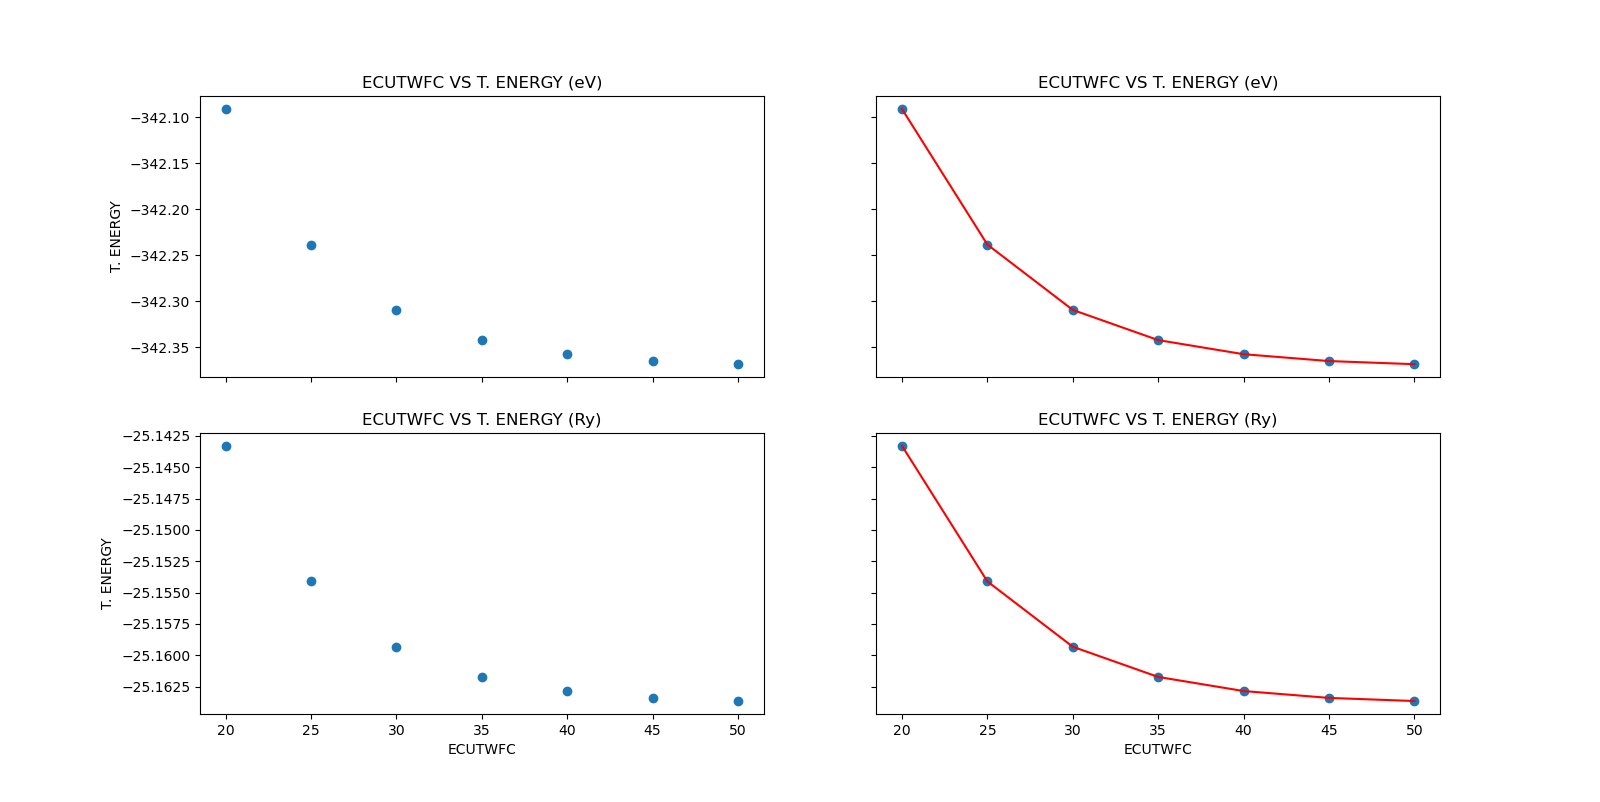 ECUTWFC VS T. ENERGY (eV)
ECUTWFC VS T. ENERGY (eV)
−342.10
−342.15
−342.20
−342.25
−342.30
−342.35
T. ENERGY
ECUTWFC VS T. ENERGY (Ry)
ECUTWFC VS T. ENERGY (Ry)
−25.1425
−25.1450
−25.1475
−25.1500
−25.1525
−25.1550
−25.1575
−25.1600
−25.1625
T. ENERGY
20 25 30 35 40 45 50
20 25 30 35 40 45 50
ECUTWFC
ECUTWFC